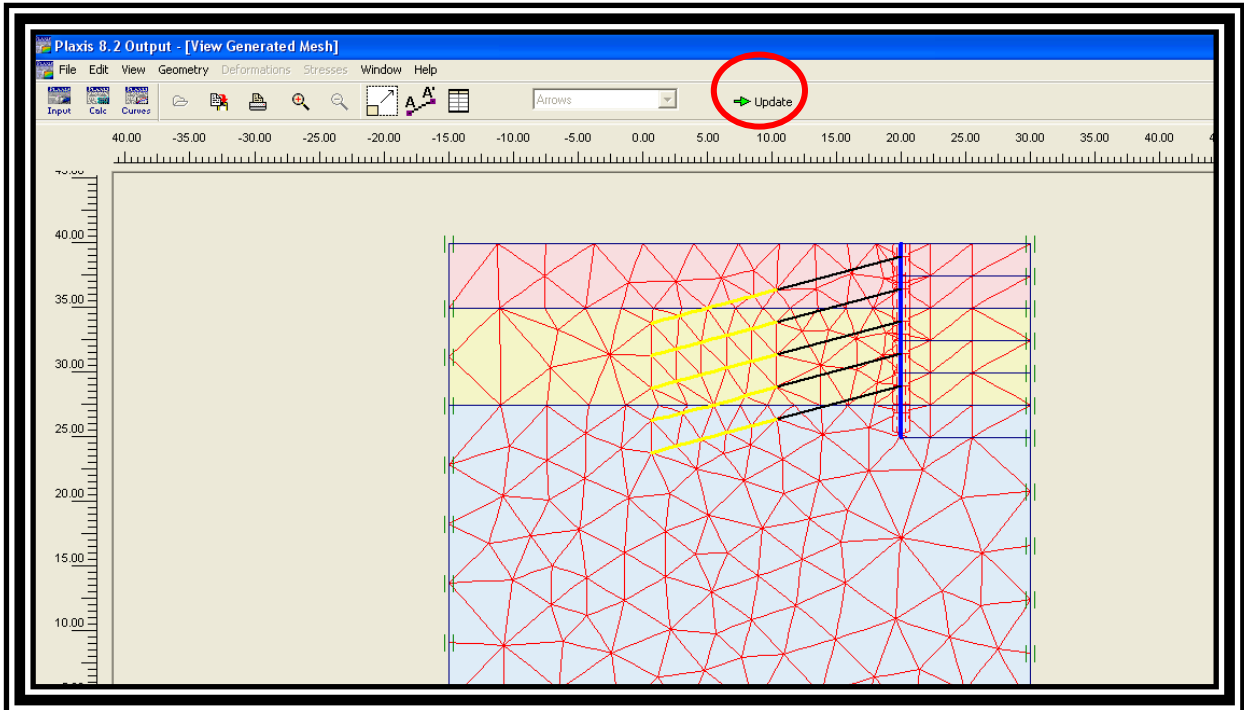 Plaxis 8.2 Output - [View Generated Mesh]
File Edit View Geometry Deformations Stresses Window Help
Input Calc Curves A A' Arrows Update
40.00 -35.00 -30.00 -25.00 -20.00 -15.00 -10.00 -5.00 0.00 5.00 10.00 15.00 20.00 25.00 30.00 35.00 40.00
40.00
35.00
30.00
25.00
20.00
15.00
10.00